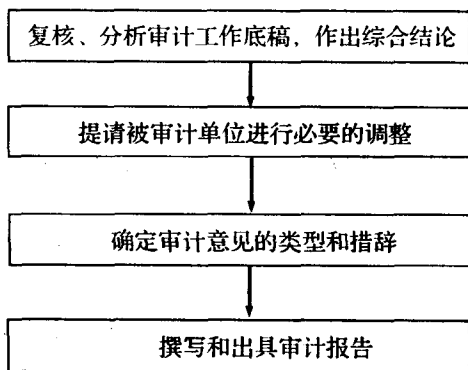 复核、分析审计工作底稿，作出综合结论
提请被审计单位进行必要的调整
确定审计意见的类型和措辞
撰写和出具审计报告